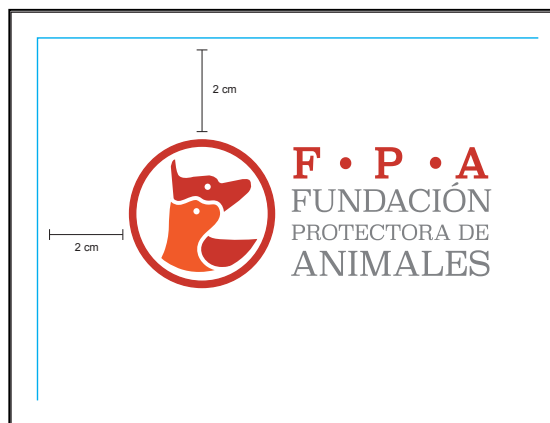 2 cm
2 cm
F • P • A
FUNDACIÓN
PROTECTORA DE
ANIMALES